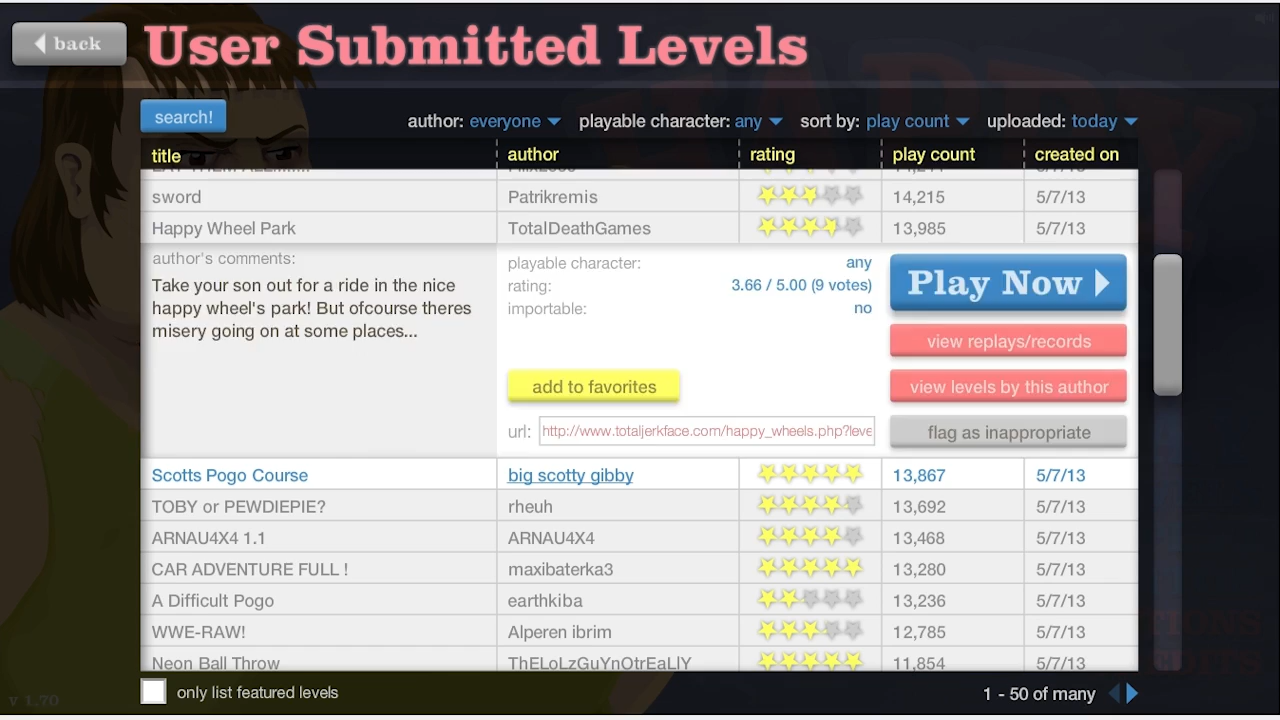 back
User Submitted Levels
search!
author: everyone playable character: any sort by: play count uploaded: today
title author rating play count created on
sword Patrikremis 14,215 5/7/13
Happy Wheel Park TotalDeathGames 13,985 5/7/13
author's comments:
Take your son out for a ride in the nice
happy wheel's park! But ofcourse theres
misery going on at some places...
playable character: any
rating: 3.66 / 5.00 (9 votes)
importable: no
add to favorites
url: http://www.totaljerkface.com/happy_wheels.php?leve
Play Now
view replays/records
view levels by this author
flag as inappropriate
Scotts Pogo Course big scotty gibby 13,867 5/7/13
TOBY or PEWDIEPIE? rheuh 13,692 5/7/13
ARNAU4X4 1.1 ARNAU4X4 13,468 5/7/13
CAR ADVENTURE FULL ! maxibaterka3 13,280 5/7/13
A Difficult Pogo earthkiba 13,236 5/7/13
WWE-RAW! Alperen ibrim 12,785 5/7/13
Neon Ball Throw ThELoLzGuYnOtrEaLlY 11,854 5/7/13
only list featured levels
1 - 50 of many
v 1.70